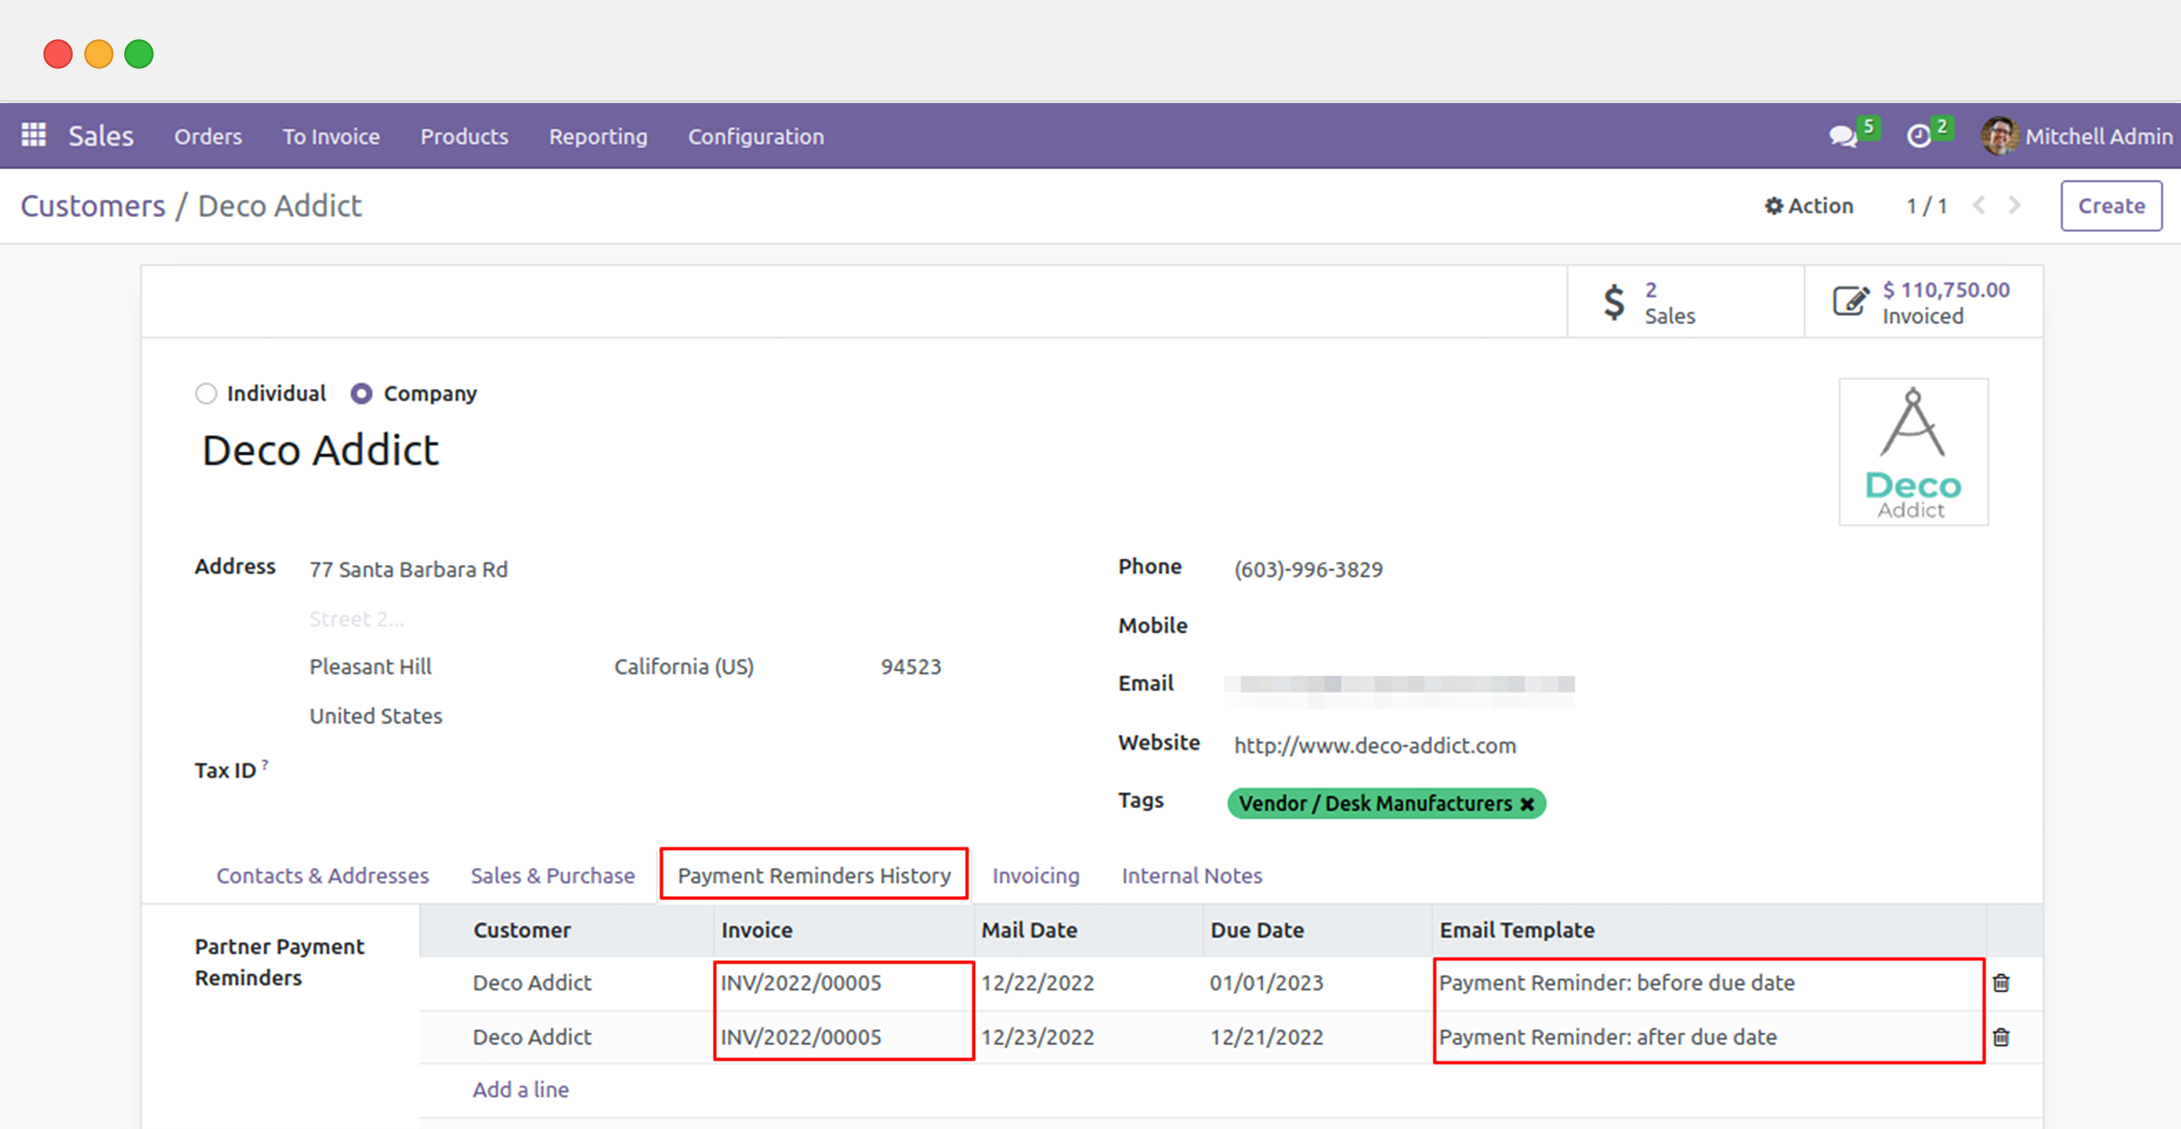 Sales Orders To Invoice Products Reporting Configuration 5 2 Mitchell Admin
Customers / Deco Addict Action 1 / 1 Create
2 $ 110,750.00
Sales Invoiced
Individual Company
Deco Addict
Deco
Addict
Address 77 Santa Barbara Rd Phone (603)-996-3829
Street 2... Mobile
Pleasant Hill California (US) 94523 Email
United States Website http://www.deco-addict.com
Tax ID ? Tags Vendor / Desk Manufacturers ✖
Contacts & Addresses Sales & Purchase Payment Reminders History Invoicing Internal Notes
Partner Payment
Reminders
Customer Invoice Mail Date Due Date Email Template
Deco Addict INV/2022/00005 12/22/2022 01/01/2023 Payment Reminder: before due date
Deco Addict INV/2022/00005 12/23/2022 12/21/2022 Payment Reminder: after due date
Add a line